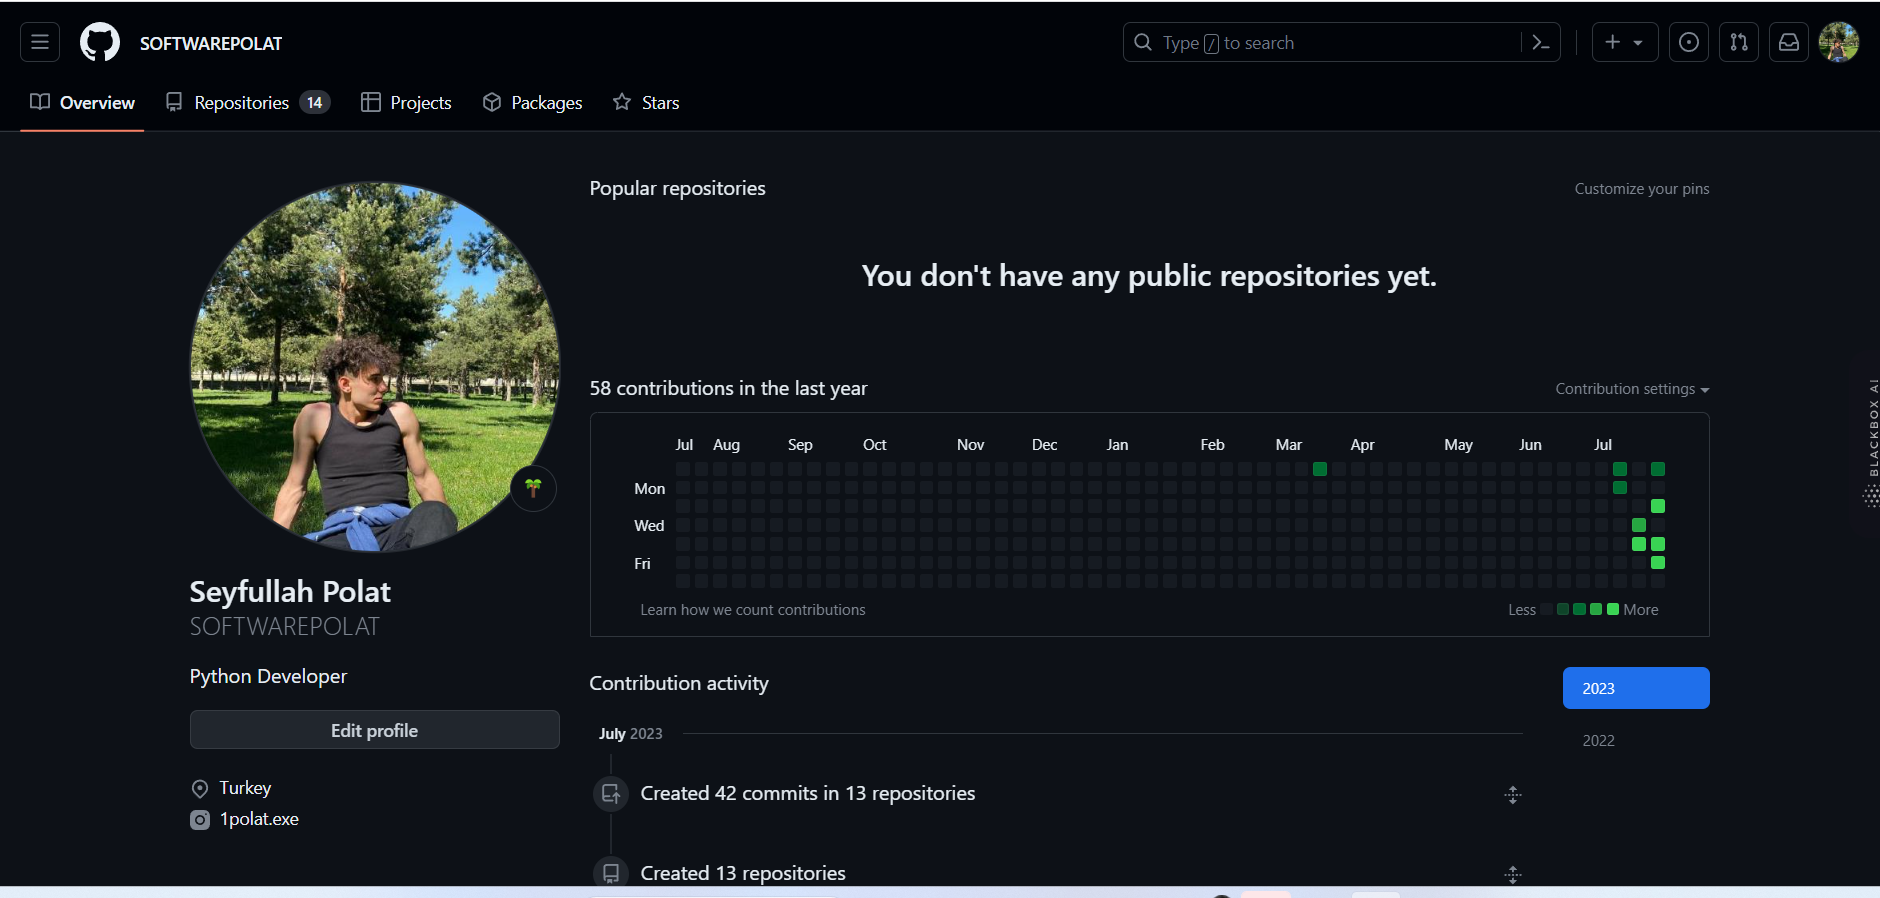 SOFTWAREPOLAT
Type / to search
Overview
Repositories 14
Projects
Packages
Stars
Popular repositories
Customize your pins
You don't have any public repositories yet.
58 contributions in the last year
Contribution settings
Jul Aug Sep Oct Nov Dec Jan Feb Mar Apr May Jun Jul
Mon
Wed
Fri
Learn how we count contributions
Less More
Seyfullah Polat
SOFTWAREPOLAT
Python Developer
Edit profile
Turkey
1polat.exe
Contribution activity
2023
2022
July 2023
Created 42 commits in 13 repositories
Created 13 repositories
BLACKBOX AI